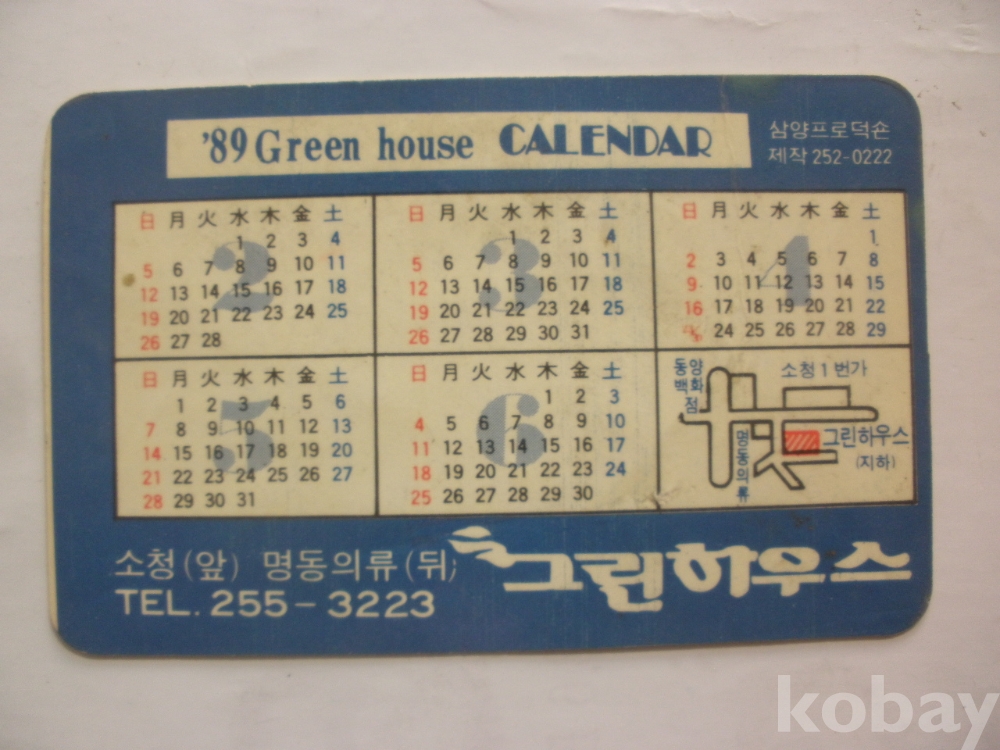 '89 Green house CALENDAR
삼양프로덕숀
제작 252-0222
2
日 月 火 水 木 金 土
1 2 3 4
5 6 7 8 9 10 11
12 13 14 15 16 17 18
19 20 21 22 23 24 25
26 27 28
3
日 月 火 水 木 金 土
1 2 3 4
5 6 7 8 9 10 11
12 13 14 15 16 17 18
19 20 21 22 23 24 25
26 27 28 29 30 31
4
日 月 火 水 木 金 土
1
2 3 4 5 6 7 8
9 10 11 12 13 14 15
16 17 18 19 20 21 22
23/30 24 25 26 27 28 29
5
日 月 火 水 木 金 土
1 2 3 4 5 6
7 8 9 10 11 12 13
14 15 16 17 18 19 20
21 22 23 24 25 26 27
28 29 30 31
6
日 月 火 水 木 金 土
1 2 3
4 5 6 7 8 9 10
11 12 13 14 15 16 17
18 19 20 21 22 23 24
25 26 27 28 29 30
동양백화점
소청1번가
명동의류
그린하우스
(지하)
소청(앞) 명동의류(뒤)
TEL. 255-3223
그린하우스
kobay